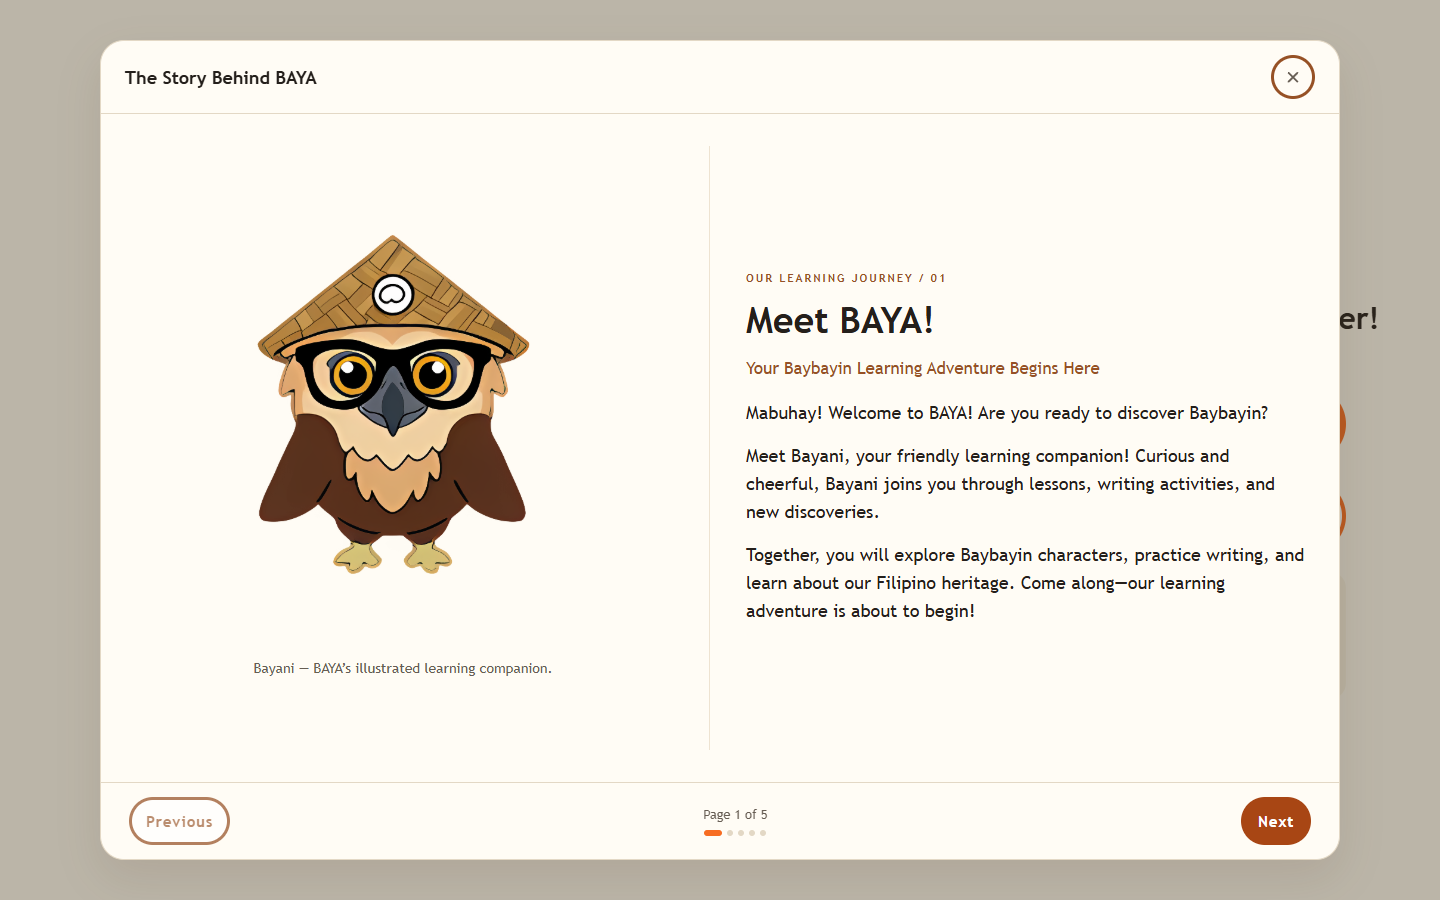 The Story Behind BAYA
OUR LEARNING JOURNEY / 01
Meet BAYA!
Your Baybayin Learning Adventure Begins Here
Mabuhay! Welcome to BAYA! Are you ready to discover Baybayin?
Meet Bayani, your friendly learning companion! Curious and
cheerful, Bayani joins you through lessons, writing activities, and
new discoveries.
Together, you will explore Baybayin characters, practice writing, and
learn about our Filipino heritage. Come along—our learning
adventure is about to begin!
Bayani — BAYA’s illustrated learning companion.
er!
Previous
Page 1 of 5
Next